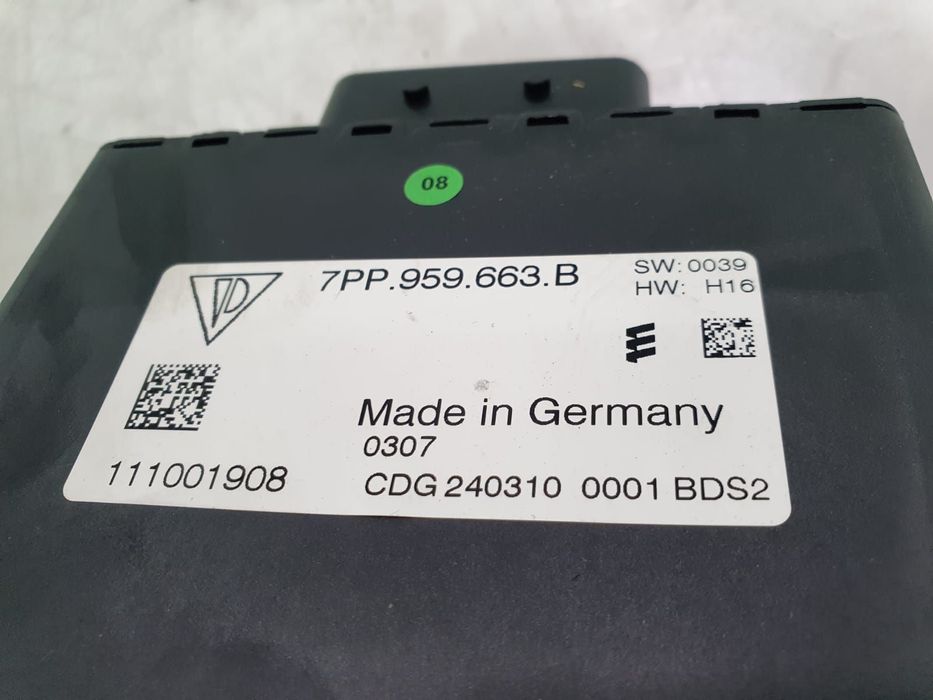 08
7PP.959.663.B
SW: 0039
HW: H16
Made in Germany
0307
111001908
CDG 240310 0001 BDS2